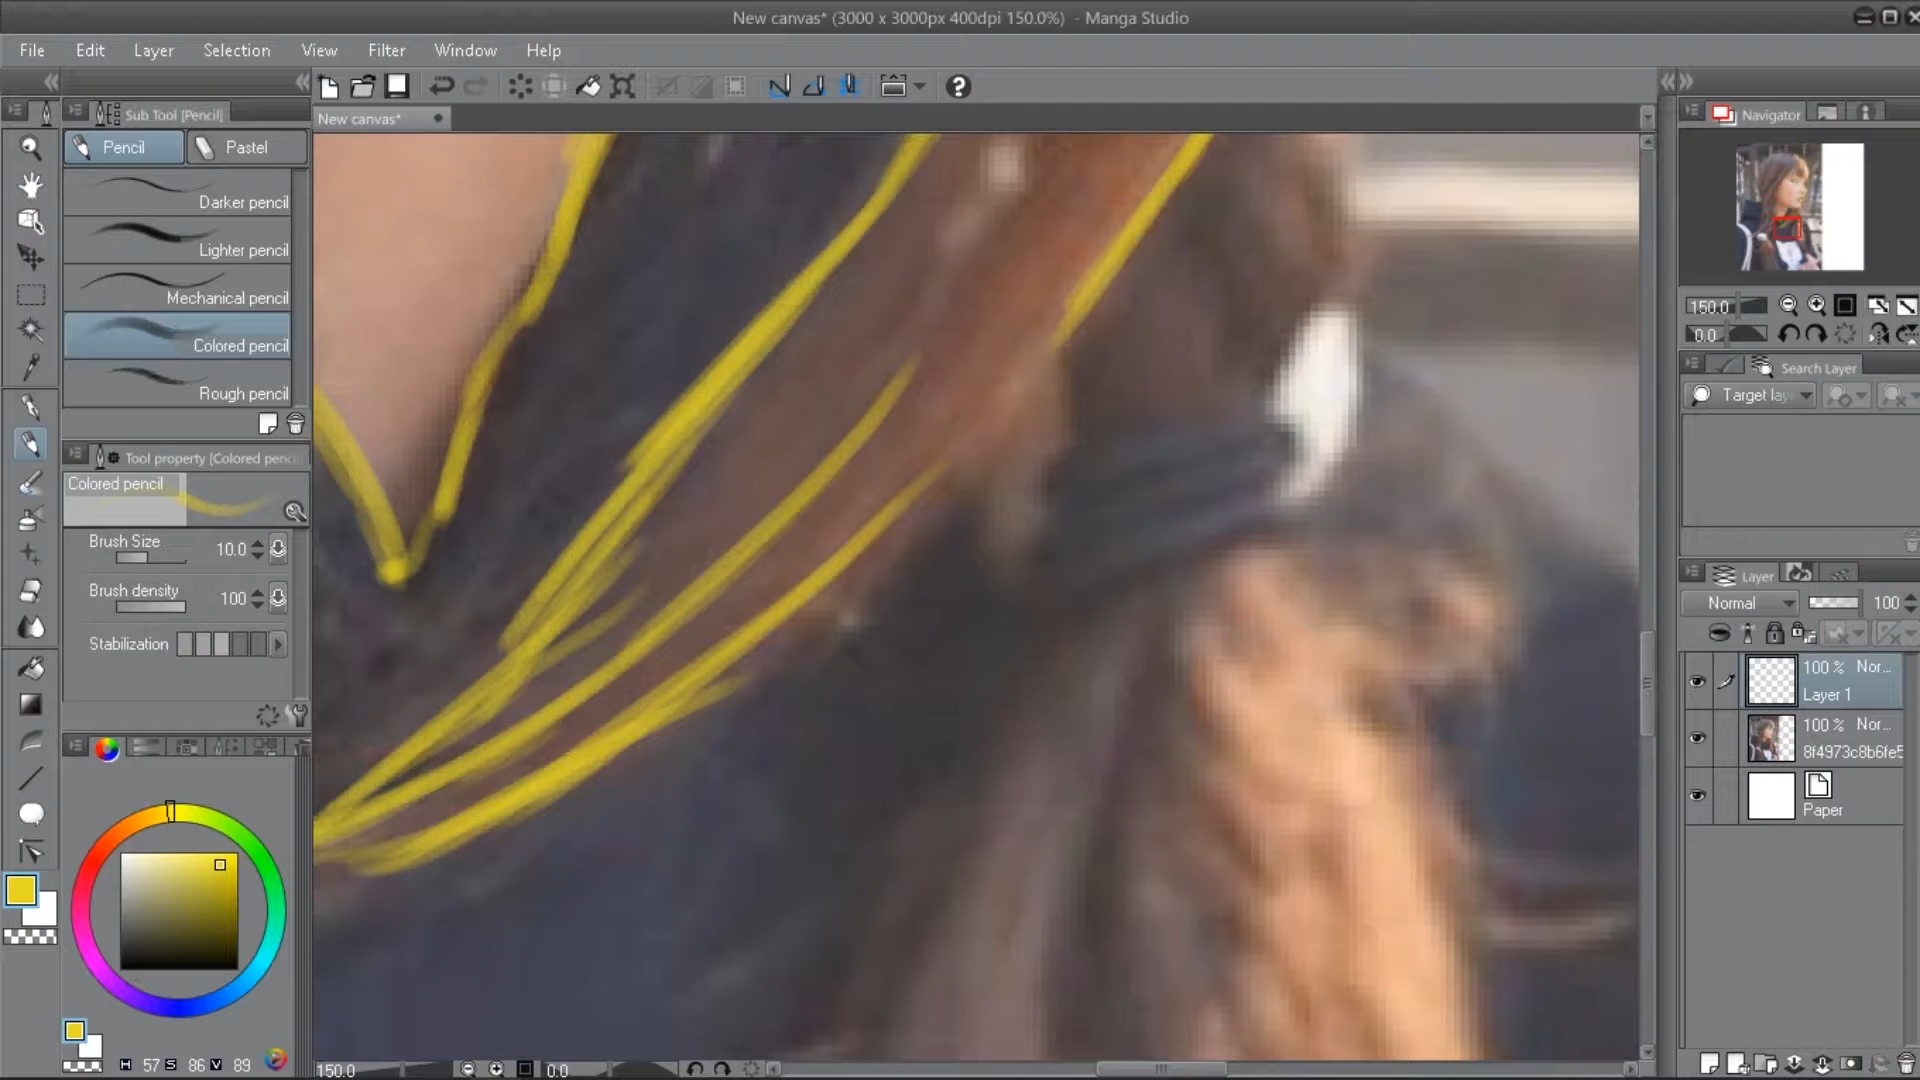 New canvas* (3000 x 3000px 400dpi 150.0%) - Manga Studio
File Edit Layer Selection View Filter Window Help
Sub Tool [Pencil]
New canvas*
Navigator
Pencil
Pastel
Darker pencil
Lighter pencil
Mechanical pencil
Colored pencil
Rough pencil
150.0
0.0
Search Layer
Target lay
Tool property [Colored penci
Colored pencil
Brush Size 10.0
Brush density 100
Stabilization
Layer
Normal 100
100 % Nor...
Layer 1
100 % Nor...
8f4973c8b6fe5
Paper
H 57 S 86 V 89
150.0 0.0